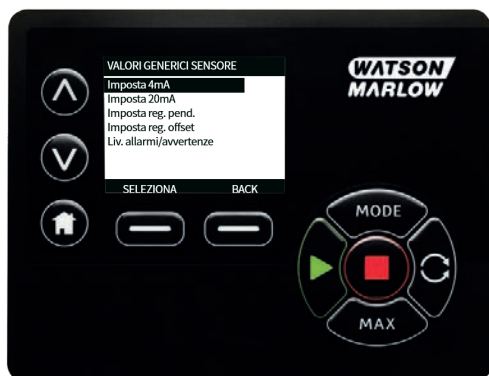 VALORI GENERICI SENSORE
Imposta 4mA
Imposta 20mA
Imposta reg. pend.
Imposta reg. offset
Liv. allarmi/avvertenze
SELEZIONA BACK
WATSON
MARLOW
MODE
MAX